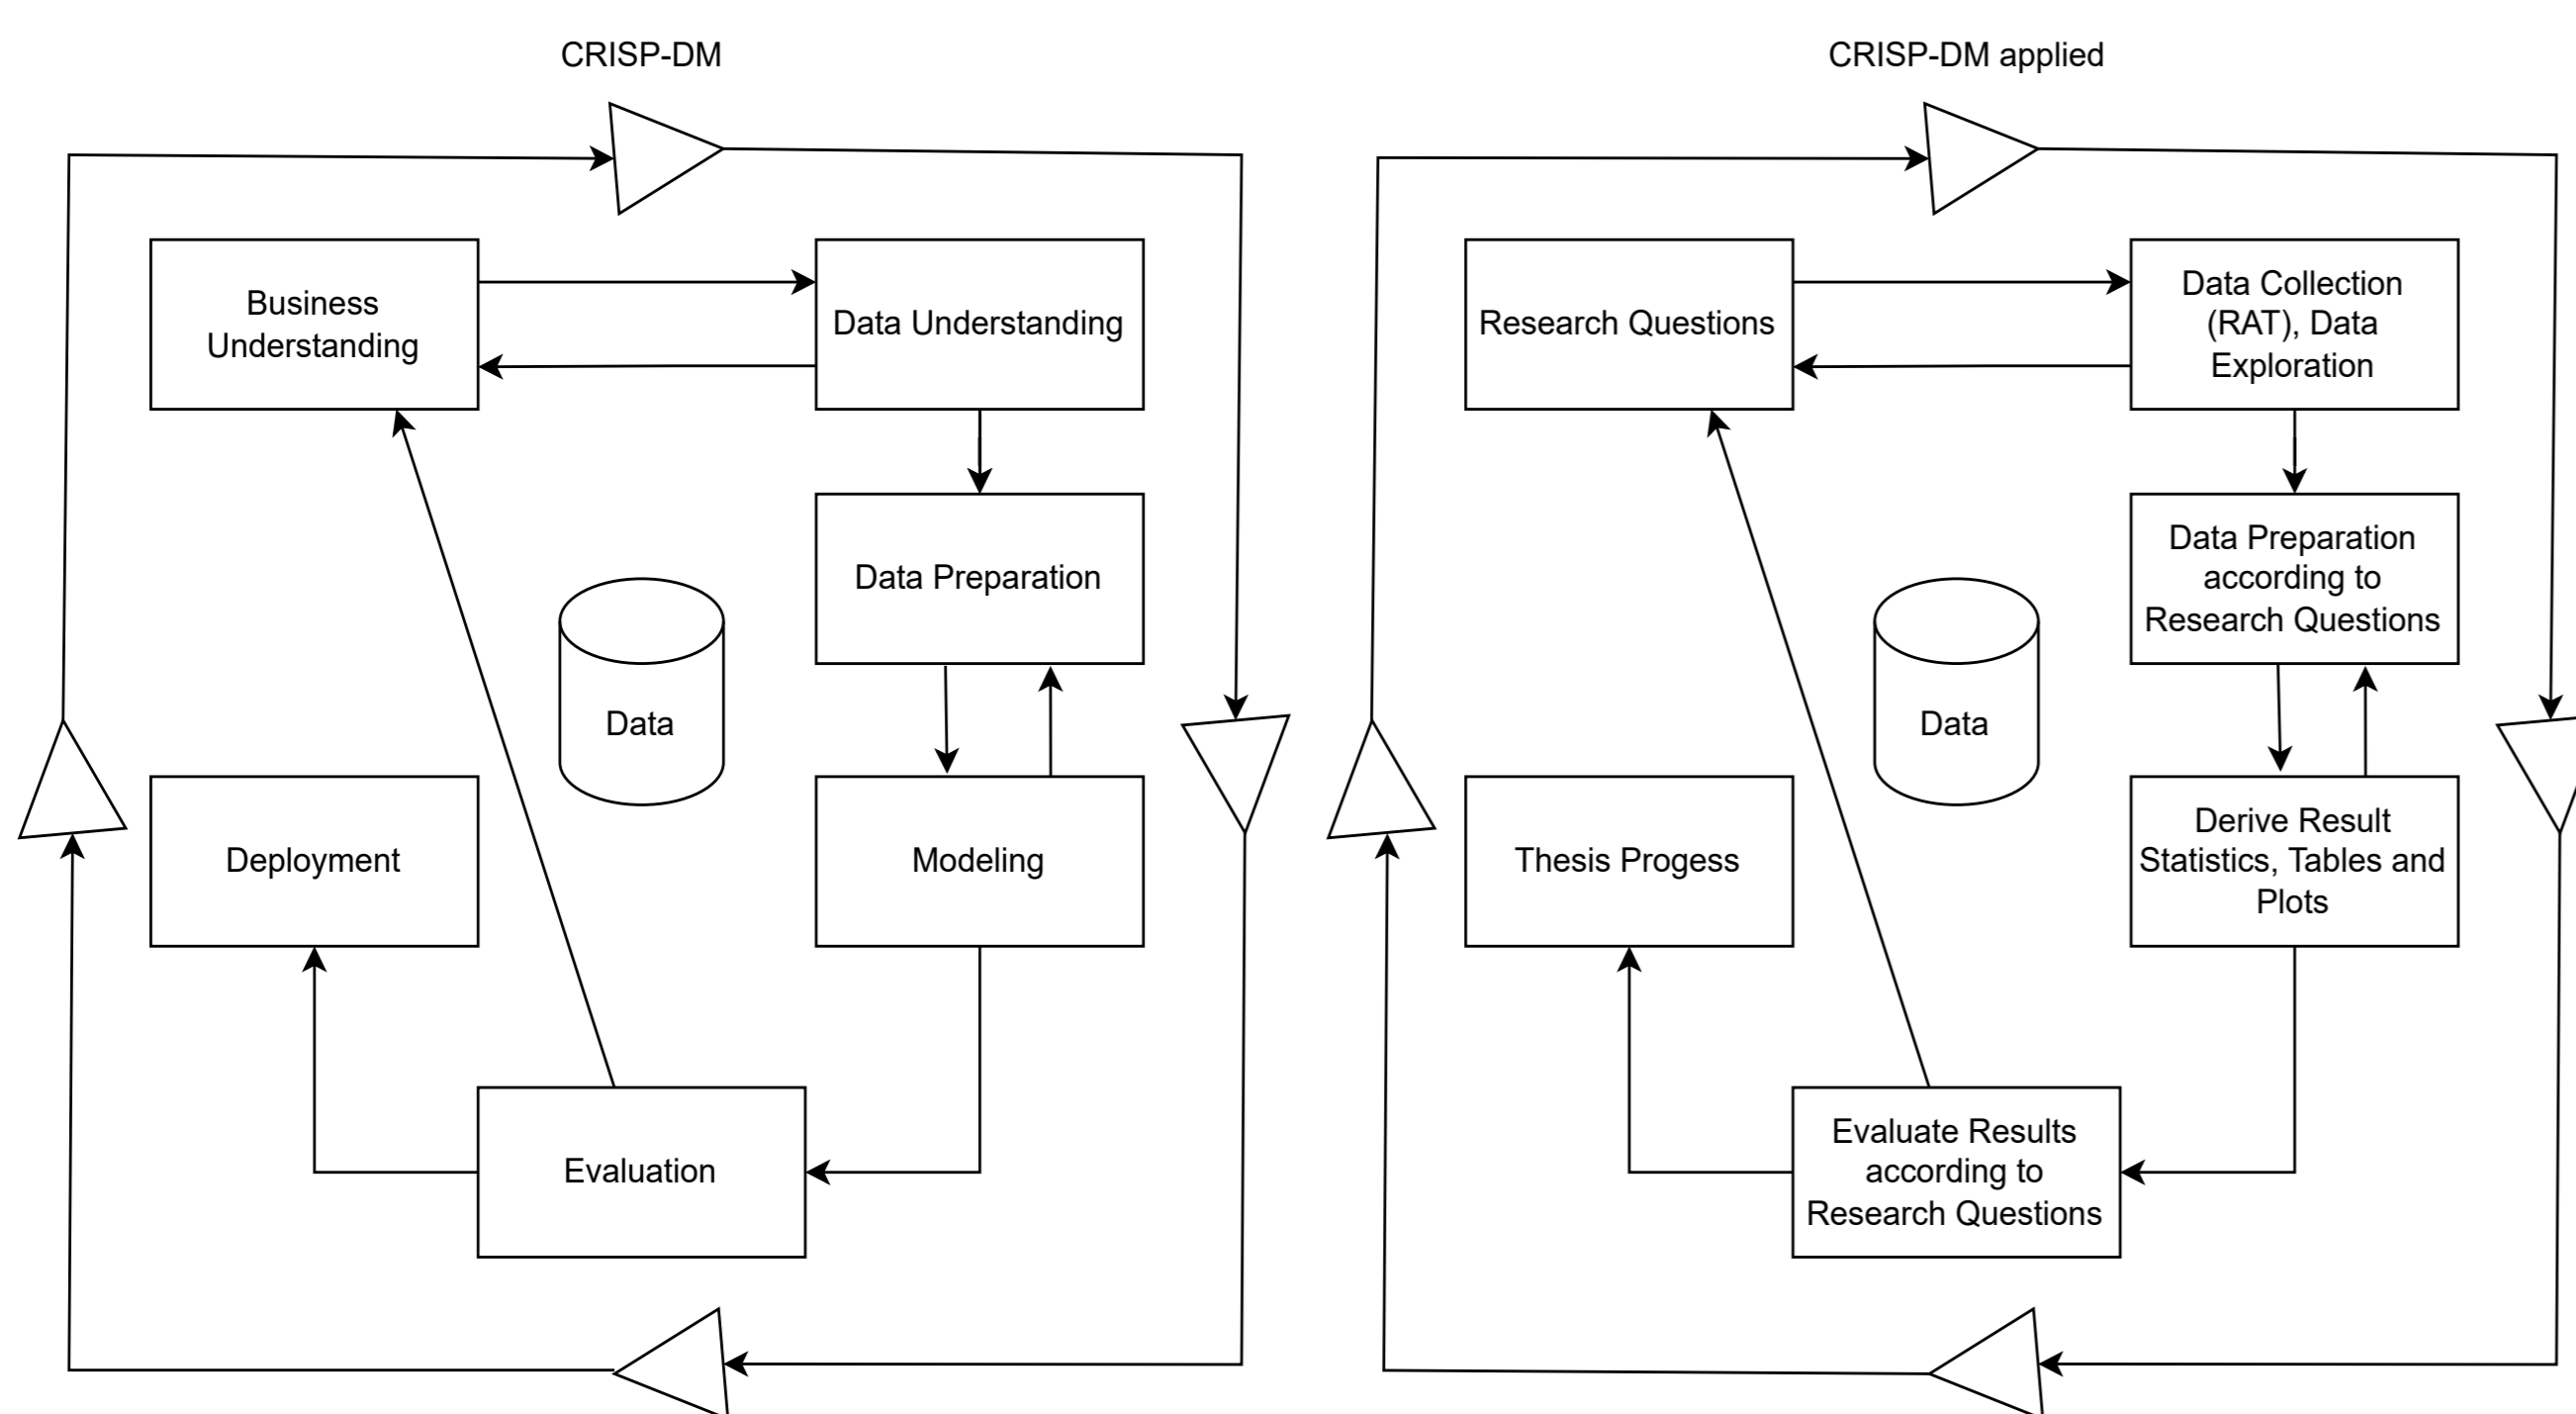 CRISP-DM
Business
Understanding
Data Understanding
Data Preparation
Data
Deployment
Modeling
Evaluation
CRISP-DM applied
Research Questions
Data Collection
(RAT), Data
Exploration
Data Preparation
according to
Research Questions
Data
Thesis Progess
Derive Result
Statistics, Tables and
Plots
Evaluate Results
according to
Research Questions